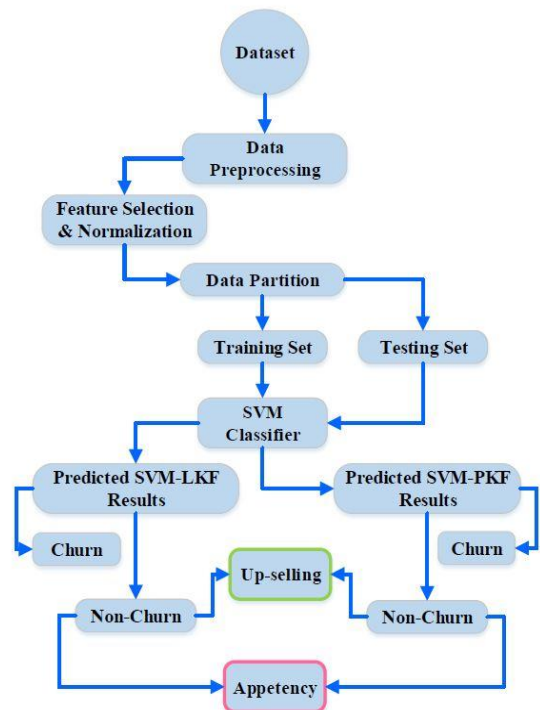 Dataset
Data
Preprocessing
Feature Selection
& Normalization
Data Partition
Training Set
Testing Set
SVM
Classifier
Predicted SVM-LKF
Results
Predicted SVM-PKF
Results
Churn
Churn
Up-selling
Non-Churn
Non-Churn
Appetency